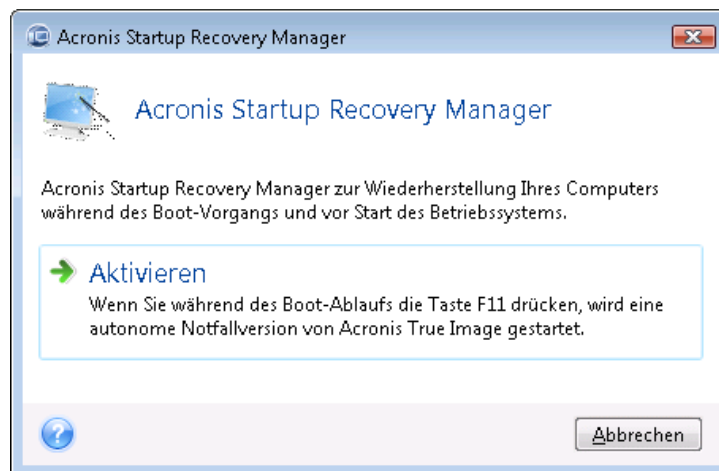 Acronis Startup Recovery Manager
Acronis Startup Recovery Manager
Acronis Startup Recovery Manager zur Wiederherstellung Ihres Computers
während des Boot-Vorgangs und vor Start des Betriebssystems.
Aktivieren
Wenn Sie während des Boot-Ablaufs die Taste F11 drücken, wird eine
autonome Notfallversion von Acronis True Image gestartet.
?
Abbrechen